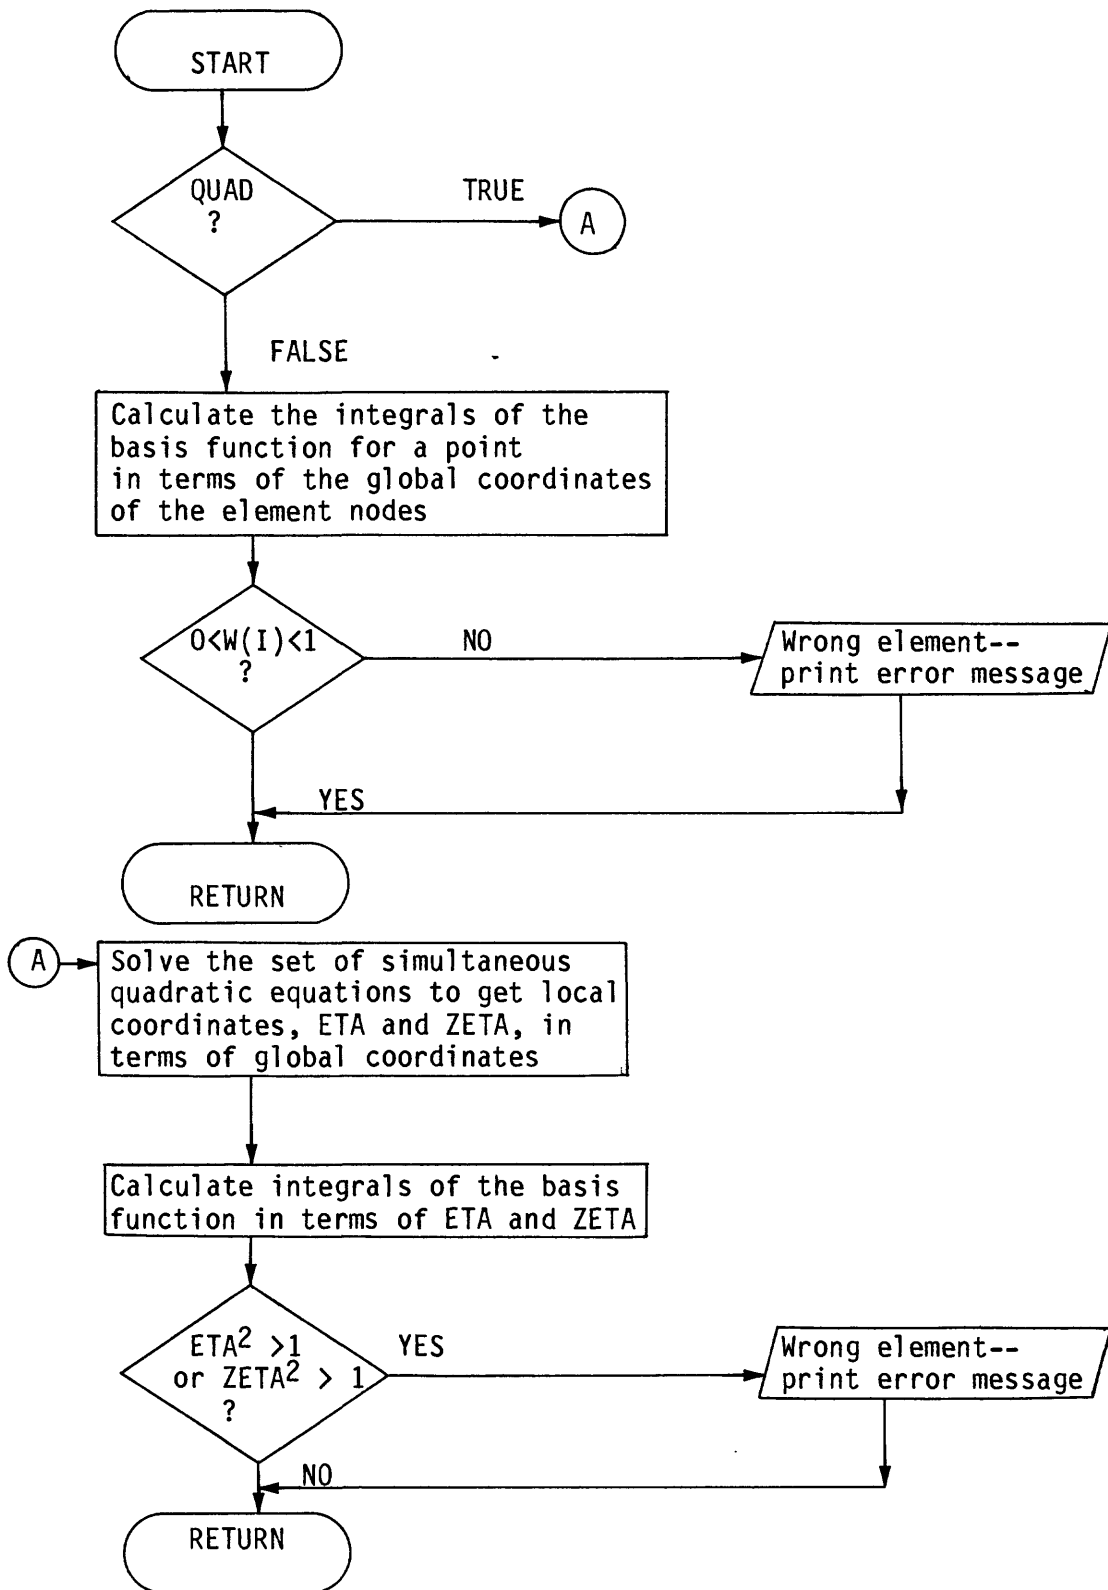 START
QUAD
?
TRUE
A
FALSE
Calculate the integrals of the
basis function for a point
in terms of the global coordinates
of the element nodes
0<W(I)<1
?
NO
Wrong element--
print error message
YES
RETURN
A
Solve the set of simultaneous
quadratic equations to get local
coordinates, ETA and ZETA, in
terms of global coordinates
Calculate integrals of the basis
function in terms of ETA and ZETA
ETA² >1
or ZETA² > 1
?
YES
Wrong element--
print error message
NO
RETURN